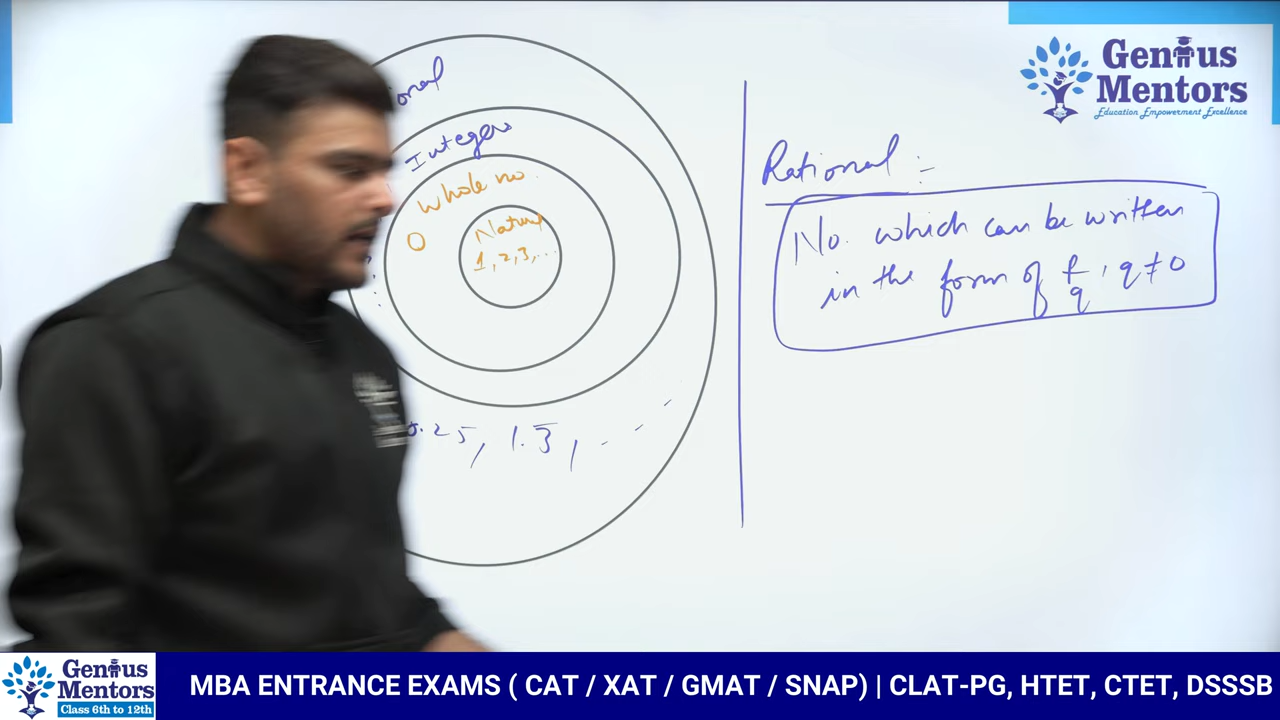 Genius
Mentors
Education Empowerment Excellence
onal
Integers
Whole no.
0
Natural
1, 2, 3, ...
.25, 1.3̅, ...
Rational :-
No. which can be written
in the form of p/q, q ≠ 0
Genius
Mentors
Class 6th to 12th
MBA ENTRANCE EXAMS ( CAT / XAT / GMAT / SNAP) | CLAT-PG, HTET, CTET, DSSSB